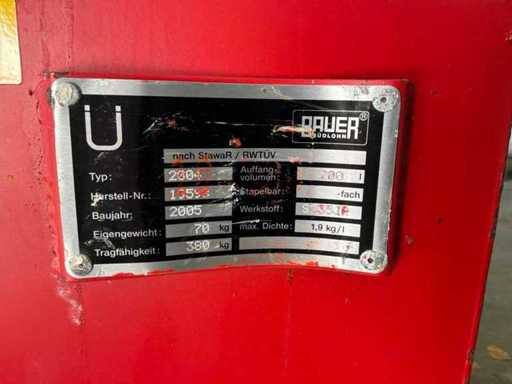 Ü
BAUER®
SÜDLOHN
nach StawaR / RWTÜV
Typ: Auffang-
volumen: 200 l
Herstell-Nr.: Stapelbar: -fach
Baujahr: 2005 Werkstoff:
Eigengewicht: 70 kg max. Dichte: 1,9 kg/l
Tragfähigkeit: 380 kg